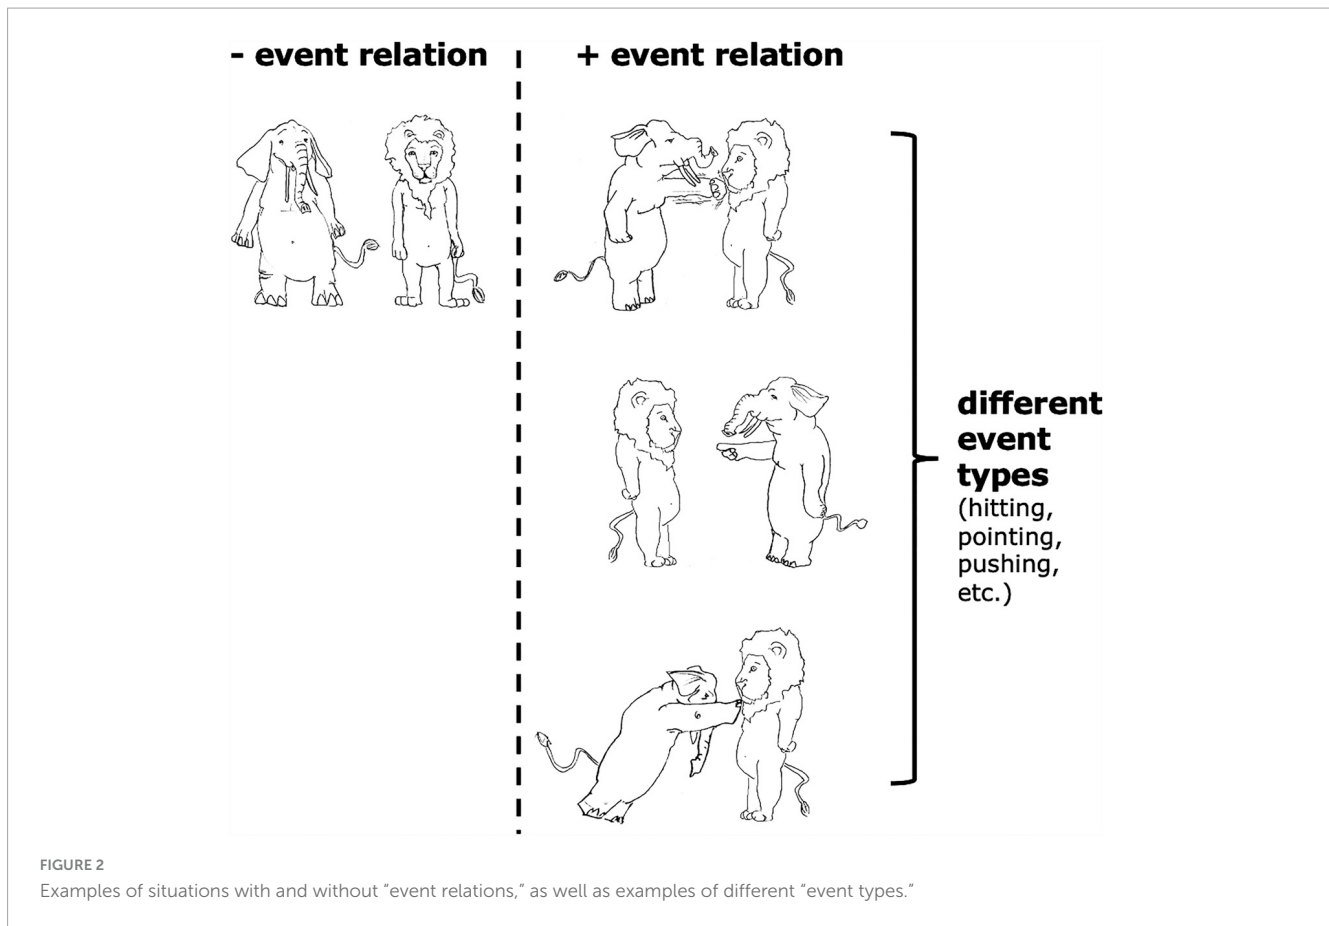 - event relation
+ event relation
different
event
types
(hitting,
pointing,
pushing,
etc.)
FIGURE 2
Examples of situations with and without “event relations,” as well as examples of different “event types.”